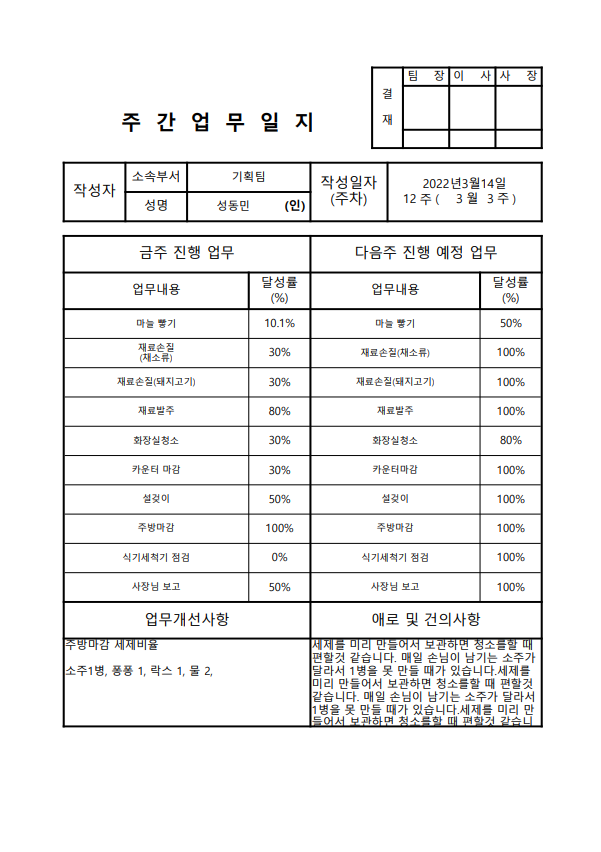 주 간 업 무 일 지
결 재
팀 장 이 사 사 장
작성자
소속부서
기획팀
성명
성동민 (인)
작성일자
(주차)
2022년3월14일
12 주 ( 3 월 3 주 )
금주 진행 업무
다음주 진행 예정 업무
업무내용
달성률
(%)
업무내용
달성률
(%)
마늘 빻기 10.1% 마늘 빻기 50%
재료손질
(채소류)
30% 재료손질(채소류) 100%
재료손질(돼지고기) 30% 재료손질(돼지고기) 100%
재료발주 80% 재료발주 100%
화장실청소 30% 화장실청소 80%
카운터 마감 30% 카운터마감 100%
설겆이 50% 설겆이 100%
주방마감 100% 주방마감 100%
식기세척기 점검 0% 식기세척기 점검 100%
사장님 보고 50% 사장님 보고 100%
업무개선사항
애로 및 건의사항
주방마감 세제비율
소주1병, 퐁퐁 1, 락스 1, 물 2,
세제를 미리 만들어서 보관하면 청소를할 때
편할것 같습니다. 매일 손님이 남기는 소주가
달라서 1병을 못 만들 때가 있습니다.세제를
미리 만들어서 보관하면 청소를할 때 편할것
같습니다. 매일 손님이 남기는 소주가 달라서
1병을 못 만들 때가 있습니다.세제를 미리 만
들어서 보관하면 청소를할 때 편할것 같습니